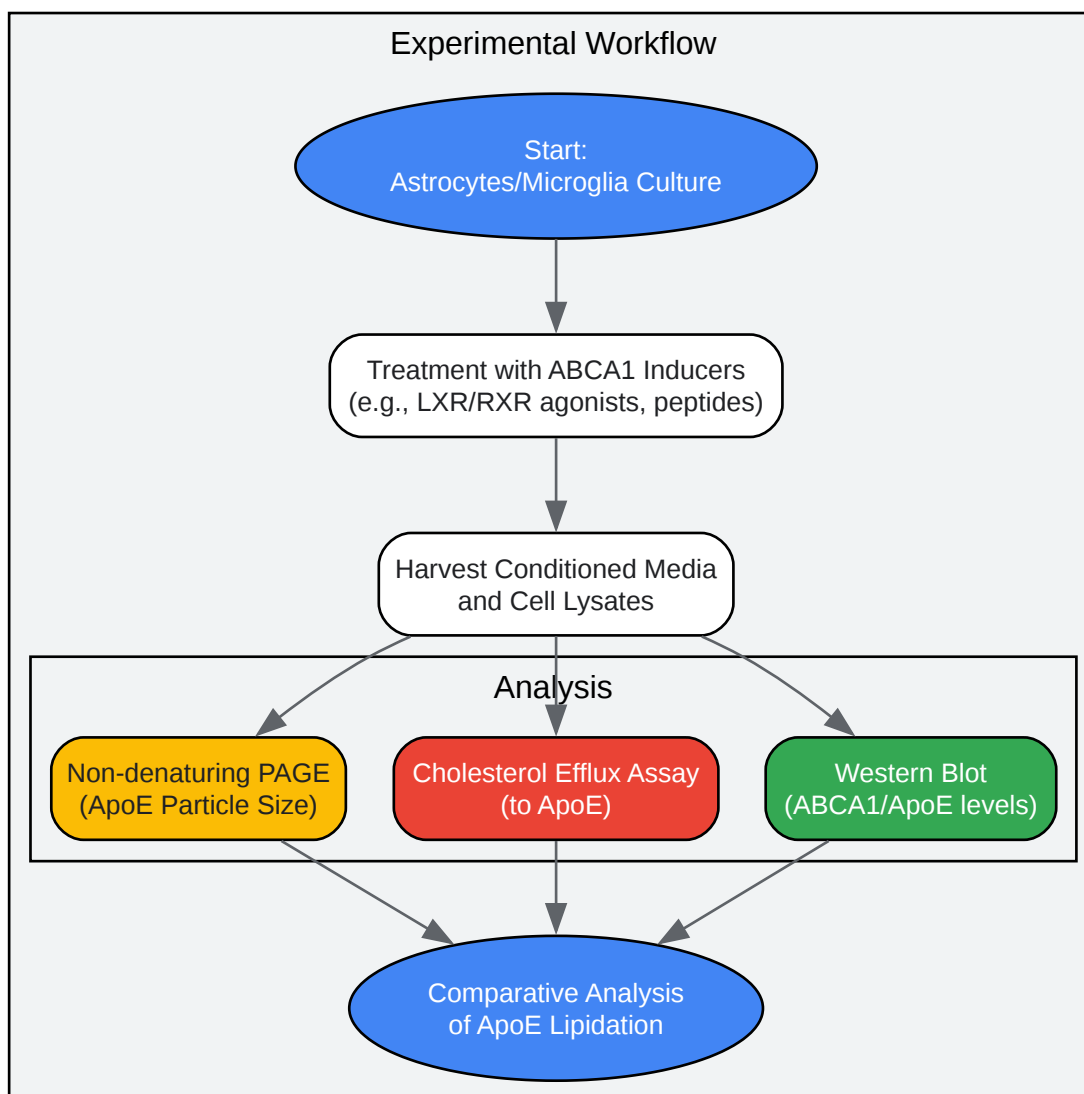 Experimental Workflow
Start:
Astrocytes/Microglia Culture
Treatment with ABCA1 Inducers
(e.g., LXR/RXR agonists, peptides)
Harvest Conditioned Media
and Cell Lysates
Analysis
Non-denaturing PAGE
(ApoE Particle Size)
Cholesterol Efflux Assay
(to ApoE)
Western Blot
(ABCA1/ApoE levels)
Comparative Analysis
of ApoE Lipidation